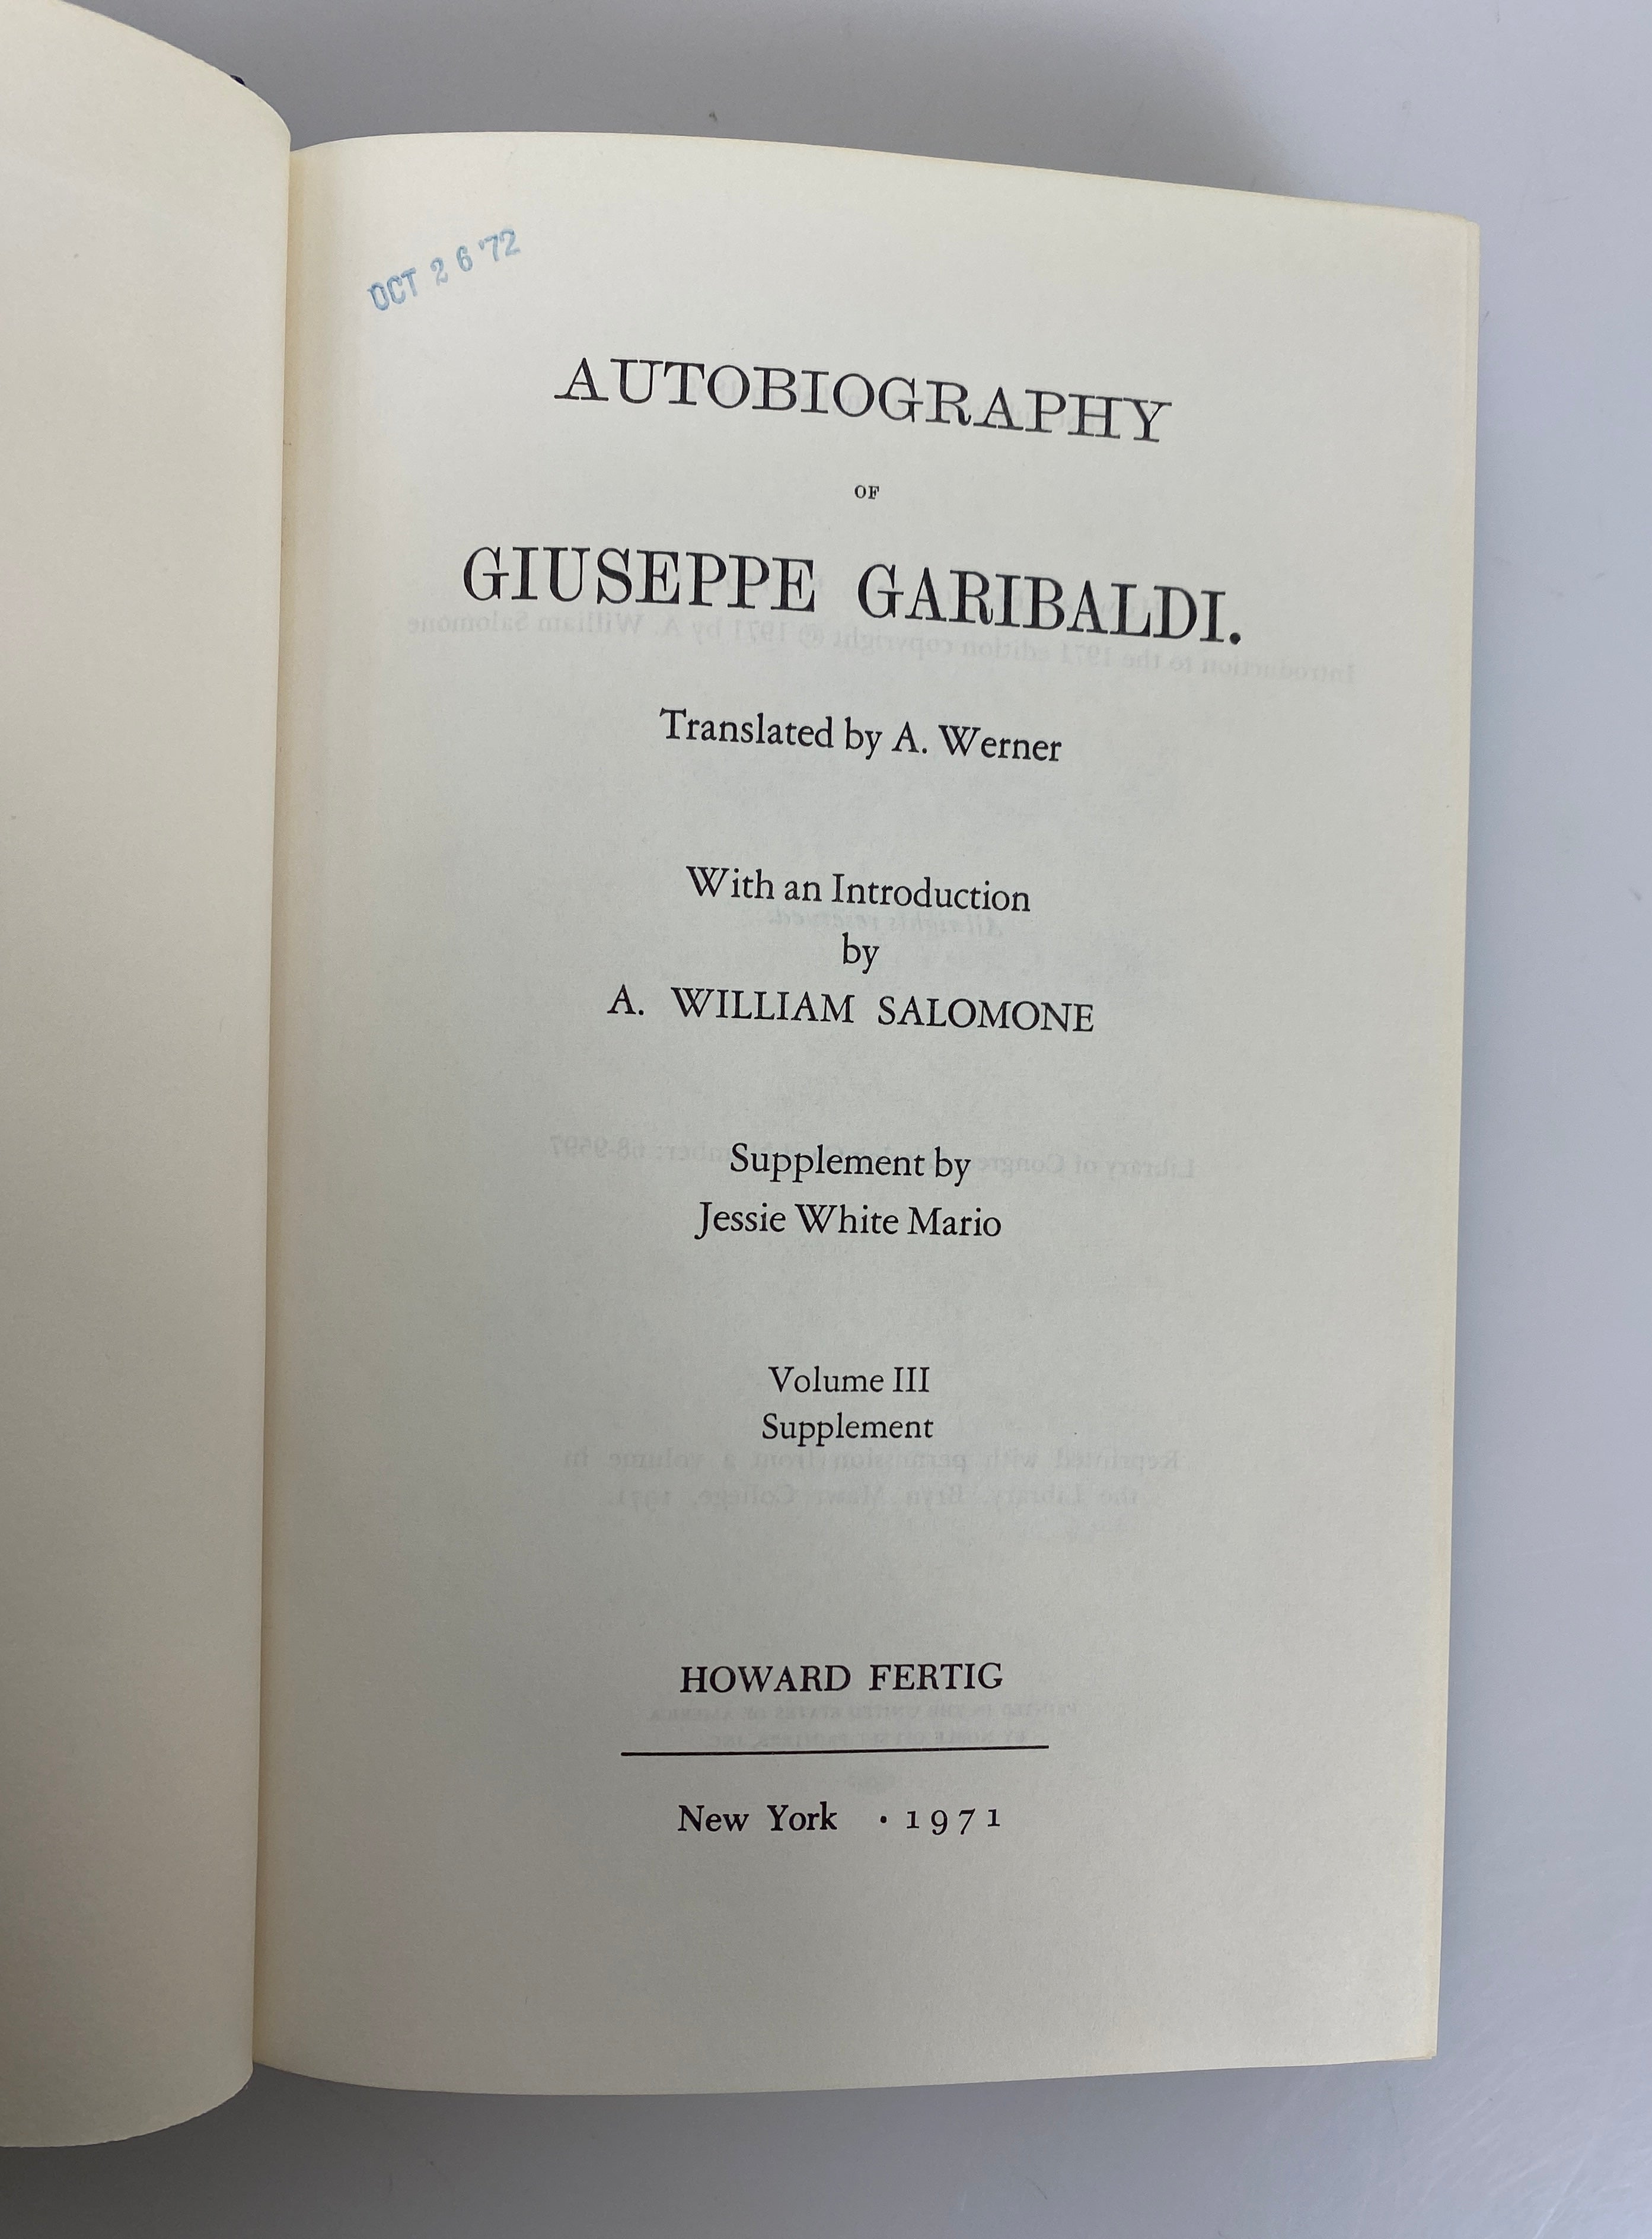 OCT 26 '72
AUTOBIOGRAPHY
OF
GIUSEPPE GARIBALDI.
Translated by A. Werner
With an Introduction
by
A. WILLIAM SALOMONE
Supplement by
Jessie White Mario
Volume III
Supplement
HOWARD FERTIG
New York · 1971